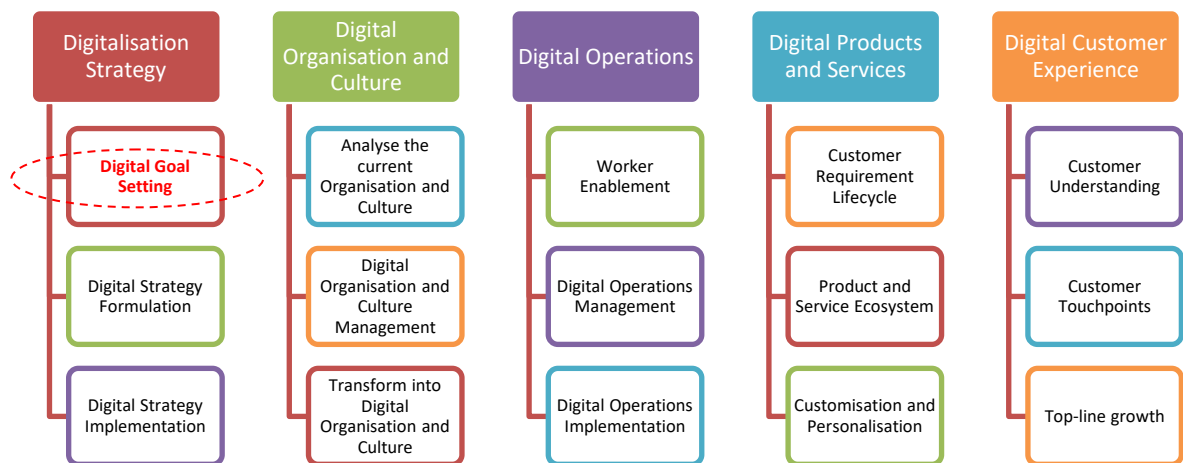 Digitalisation
Strategy
Digital Goal
Setting
Digital Strategy
Formulation
Digital Strategy
Implementation
Digital
Organisation and
Culture
Analyse the
current
Organisation and
Culture
Digital
Organisation and
Culture
Management
Transform into
Digital
Organisation and
Culture
Digital Operations
Worker
Enablement
Digital Operations
Management
Digital Operations
Implementation
Digital Products
and Services
Customer
Requirement
Lifecycle
Product and
Service Ecosystem
Customisation and
Personalisation
Digital Customer
Experience
Customer
Understanding
Customer
Touchpoints
Top-line growth